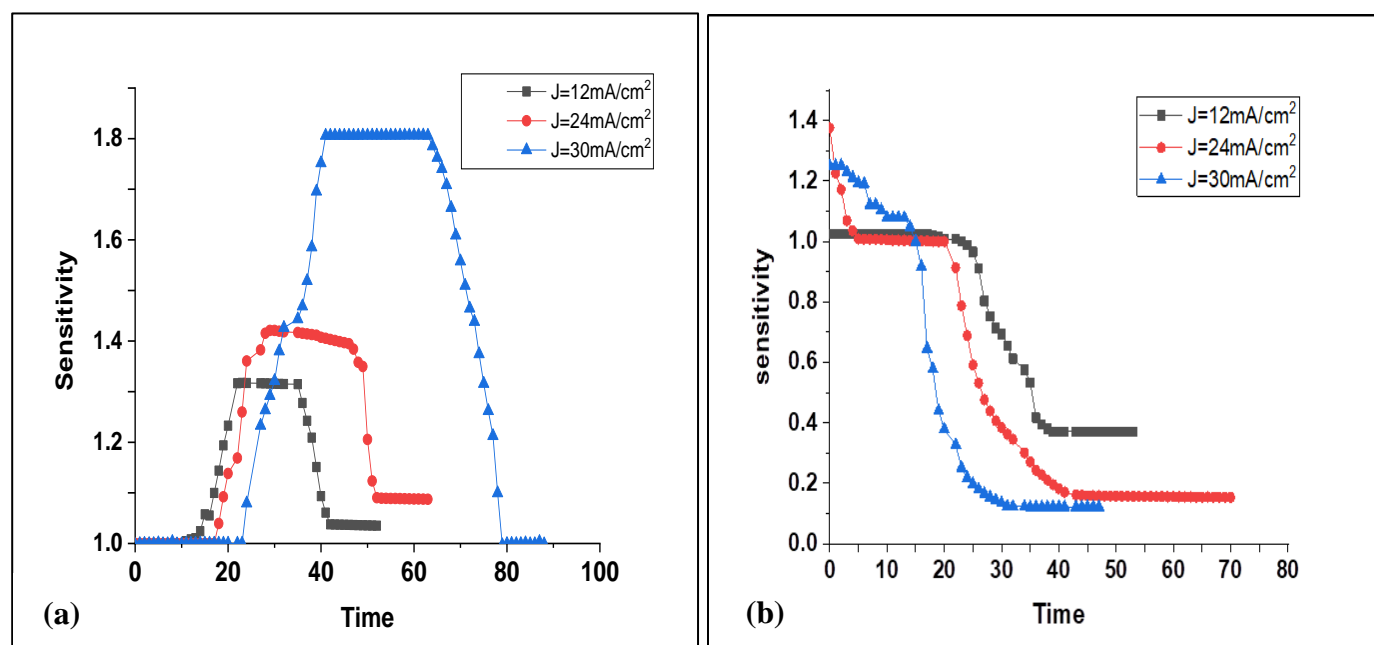 J=12mA/cm²
J=24mA/cm²
J=30mA/cm²
1.8
1.6
1.4
1.2
1.0
Sensitivity
0 20 40 60 80 100
Time
(a)
J=12mA/cm²
J=24mA/cm²
J=30mA/cm²
1.4
1.2
1.0
0.8
0.6
0.4
0.2
0.0
sensitivity
0 10 20 30 40 50 60 70 80
Time
(b)